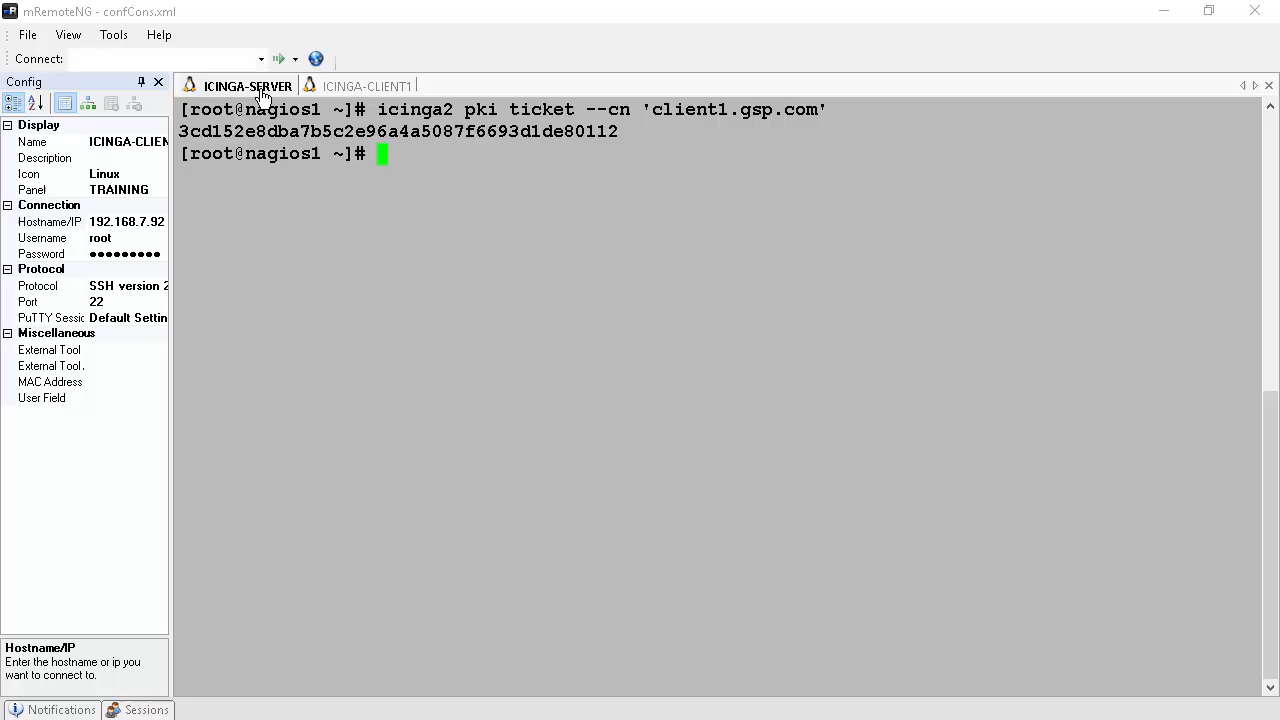 mRemoteNG - confCons.xml
File View Tools Help
Connect:
Config
ICINGA-SERVER ICINGA-CLIENT1
[root@nagios1 ~]# icinga2 pki ticket --cn 'client1.gsp.com'
3cd152e8dba7b5c2e96a4a5087f6693d1de80112
[root@nagios1 ~]#
Display
Name ICINGA-CLIEN
Description
Icon Linux
Panel TRAINING
Connection
Hostname/IP 192.168.7.92
Username root
Password ●●●●●●●●●
Protocol
Protocol SSH version 2
Port 22
PuTTY Sessic Default Settin
Miscellaneous
External Tool
External Tool.
MAC Address
User Field
Hostname/IP
Enter the hostname or ip you
want to connect to.
Notifications Sessions